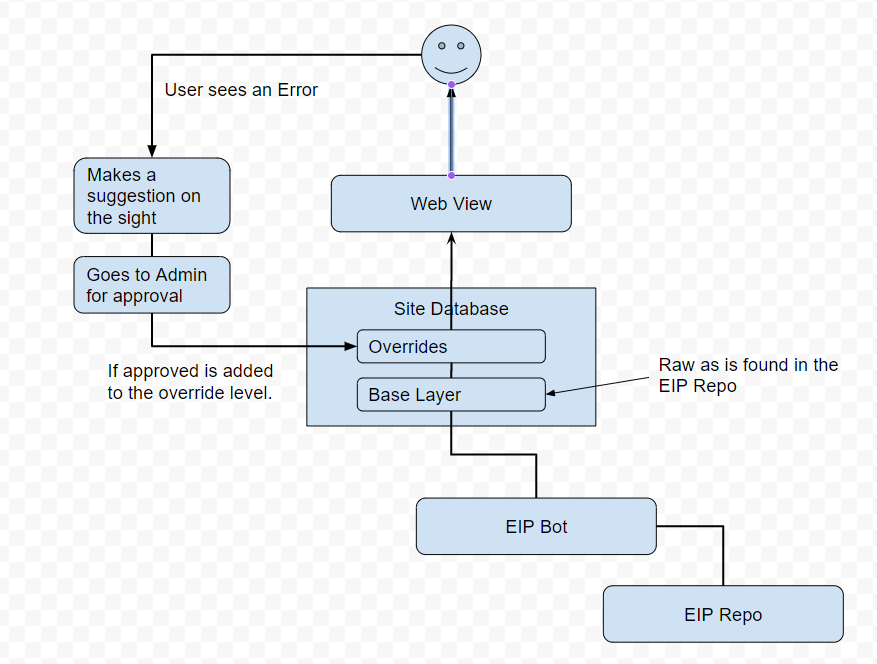 User sees an Error
Makes a
suggestion on
the sight
Web View
Goes to Admin
for approval
Site Database
Overrides
If approved is added
to the override level.
Base Layer
Raw as is found in the
EIP Repo
EIP Bot
EIP Repo